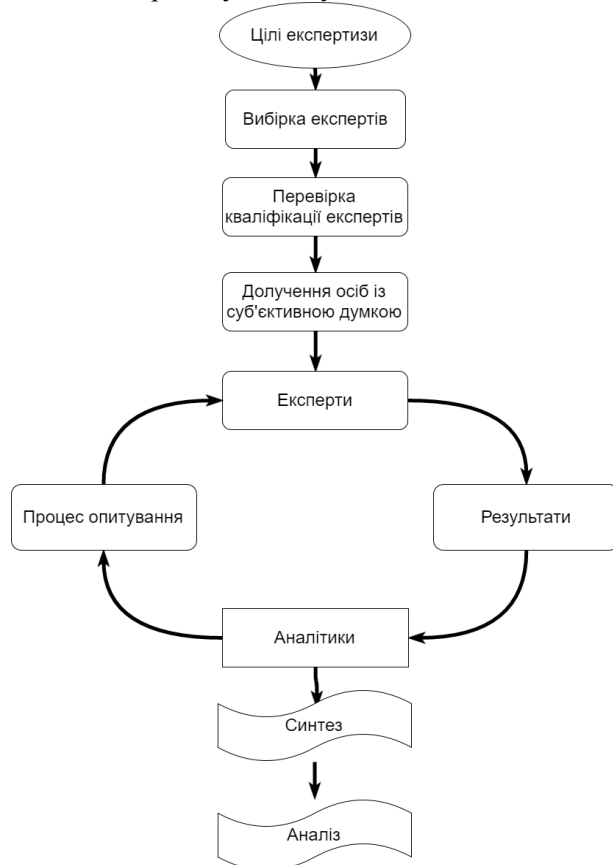 Цілі експертизи
Вибірка експертів
Перевірка
кваліфікації експертів
Долучення осіб із
суб'єктивною думкою
Експерти
Процес опитування
Результати
Аналітики
Синтез
Аналіз